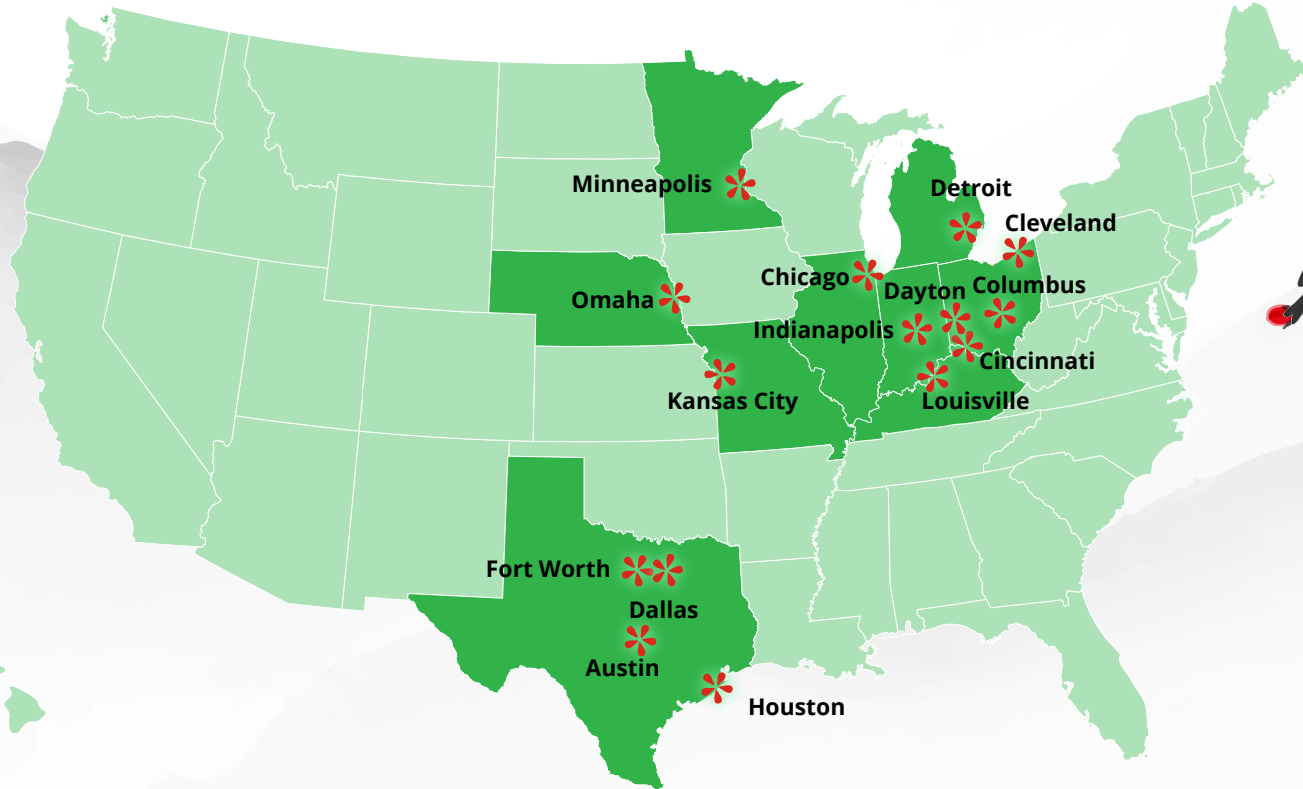 Minneapolis
Detroit
Cleveland
Chicago
Dayton
Columbus
Omaha
Indianapolis
Cincinnati
Kansas City
Louisville
Fort Worth
Dallas
Austin
Houston